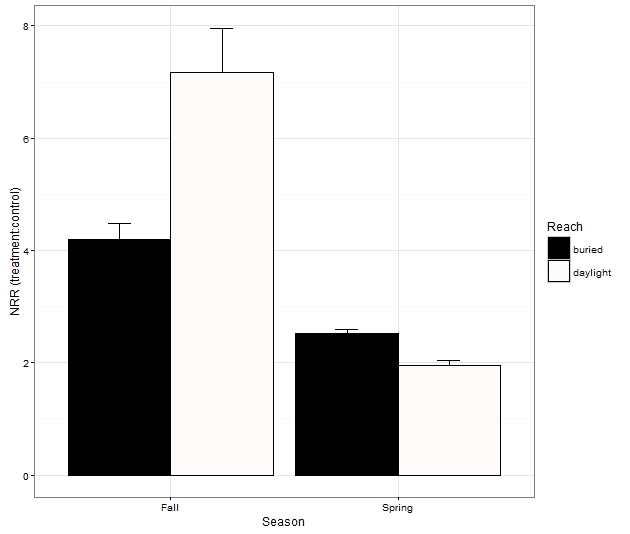 8
6
4
2
0
NRR (treatment:control)
Fall
Spring
Season
Reach
buried
daylight